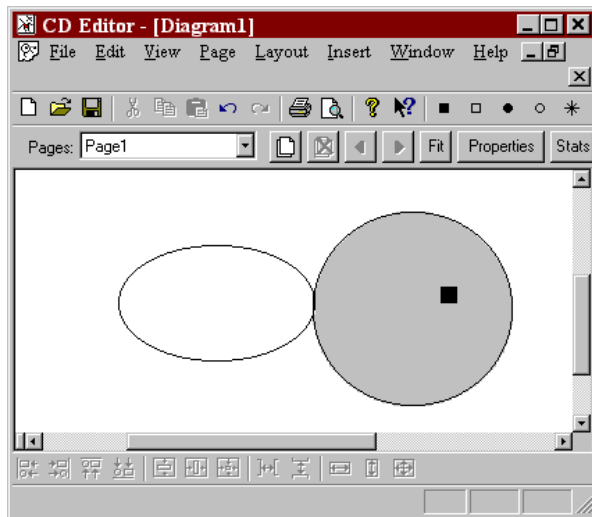 CD Editor - [Diagram1]
File Edit View Page Layout Insert Window Help
Pages: Page1 Fit Properties Stats